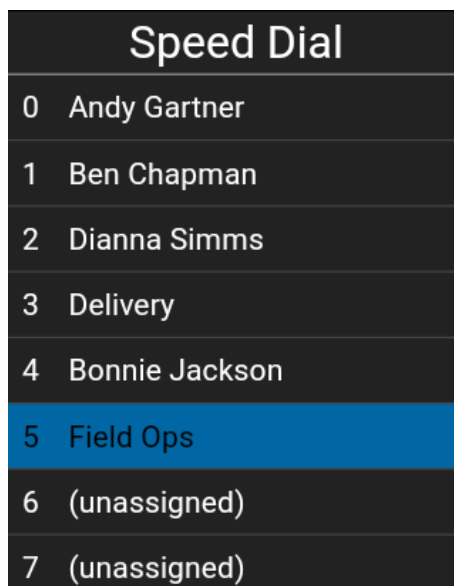 Speed Dial
0 Andy Gartner
1 Ben Chapman
2 Dianna Simms
3 Delivery
4 Bonnie Jackson
5 Field Ops
6 (unassigned)
7 (unassigned)